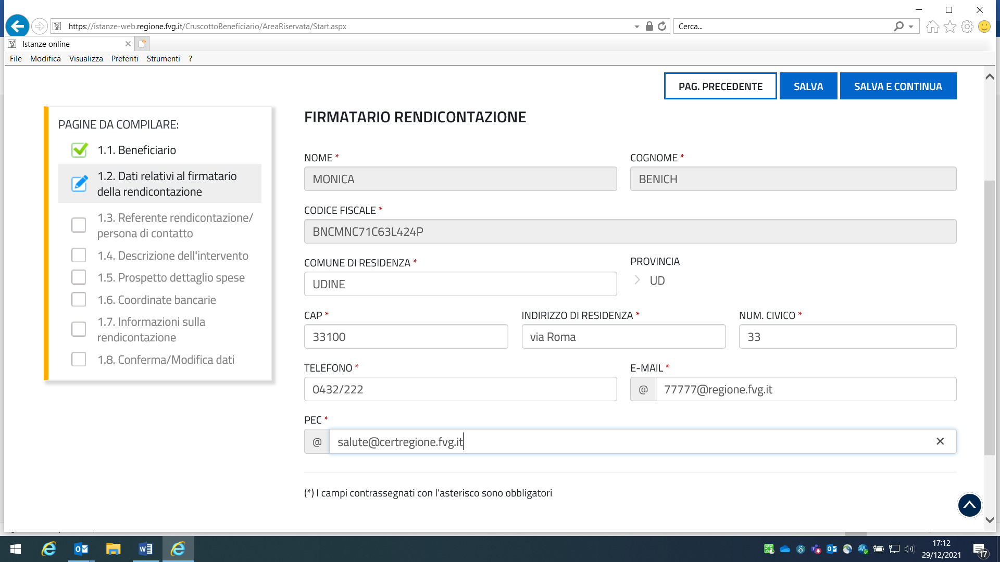 https://istanze-web.regione.fvg.it/CruscottoBeneficiario/AreaRiservata/Start.aspx
Cerca...
Istanze online
File Modifica Visualizza Preferiti Strumenti ?
PAG. PRECEDENTE SALVA SALVA E CONTINUA
PAGINE DA COMPILARE:
1.1. Beneficiario
1.2. Dati relativi al firmatario
della rendicontazione
1.3. Referente rendicontazione/
persona di contatto
1.4. Descrizione dell'intervento
1.5. Prospetto dettaglio spese
1.6. Coordinate bancarie
1.7. Informazioni sulla
rendicontazione
1.8. Conferma/Modifica dati
FIRMATARIO RENDICONTAZIONE
NOME * COGNOME *
MONICA BENICH
CODICE FISCALE *
BNCMNC71C63L424P
COMUNE DI RESIDENZA * PROVINCIA
UDINE UD
CAP * INDIRIZZO DI RESIDENZA * NUM. CIVICO *
33100 via Roma 33
TELEFONO * E-MAIL *
0432/222 @ 77777@regione.fvg.it
PEC *
@ salute@certregione.fvg.it
(*) I campi contrassegnati con l'asterisco sono obbligatori
17:12
29/12/2021
17